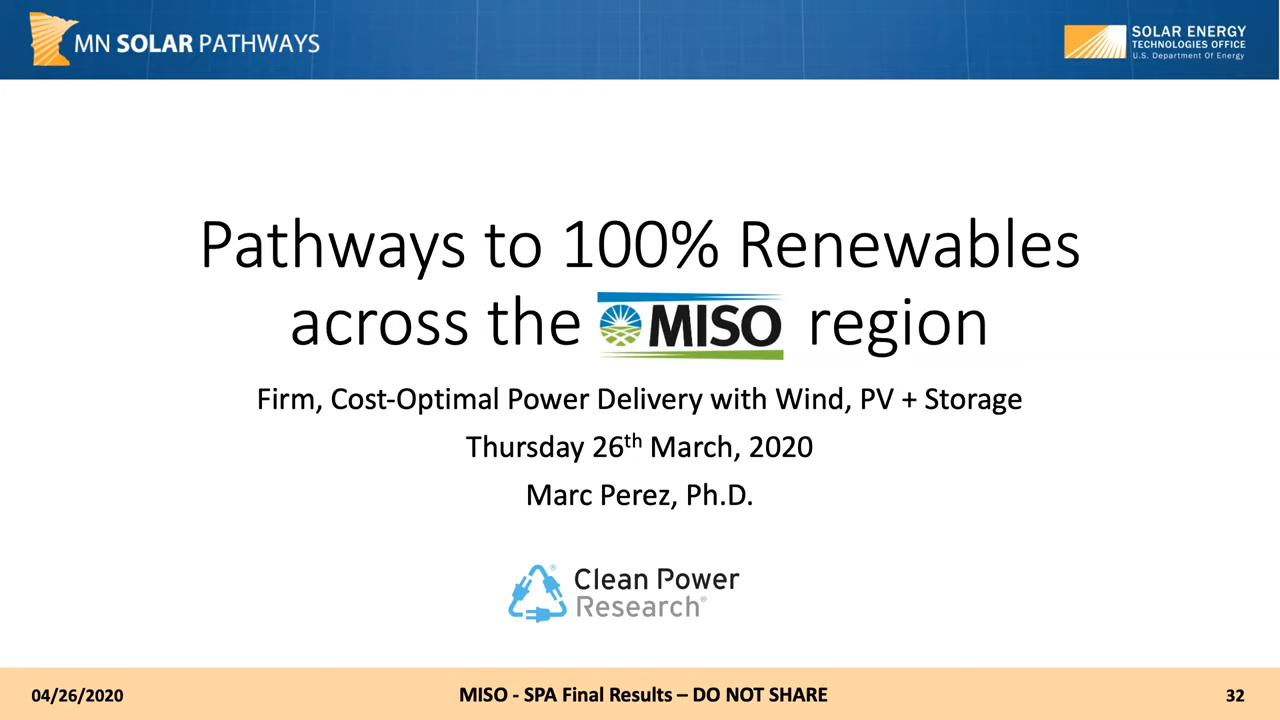 MN SOLAR PATHWAYS
SOLAR ENERGY
TECHNOLOGIES OFFICE
U.S. Department Of Energy
Pathways to 100% Renewables
across the MISO region
Firm, Cost-Optimal Power Delivery with Wind, PV + Storage
Thursday 26th March, 2020
Marc Perez, Ph.D.
Clean Power
Research®
04/26/2020
MISO - SPA Final Results – DO NOT SHARE
32